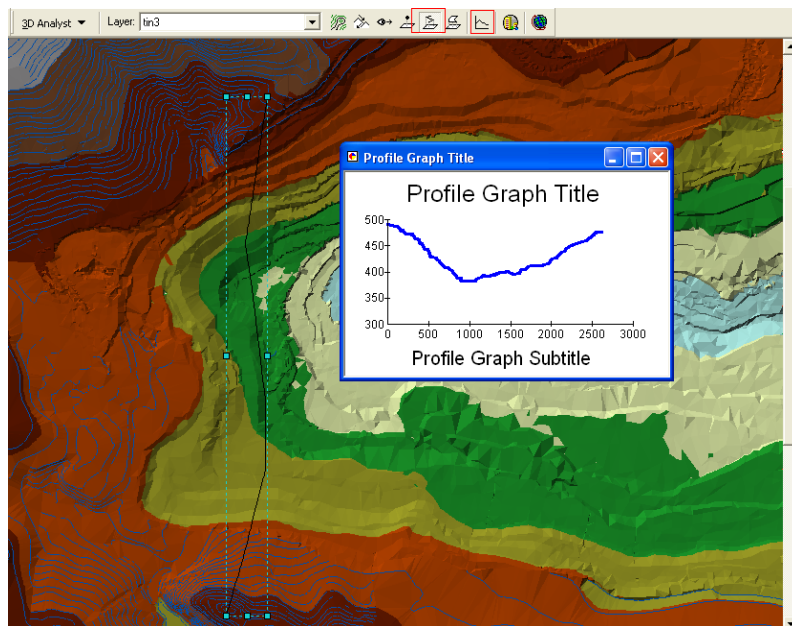 3D Analyst Layer: tin3
Profile Graph Title
Profile Graph Title
500
450
400
350
300
0 500 1000 1500 2000 2500 3000
Profile Graph Subtitle